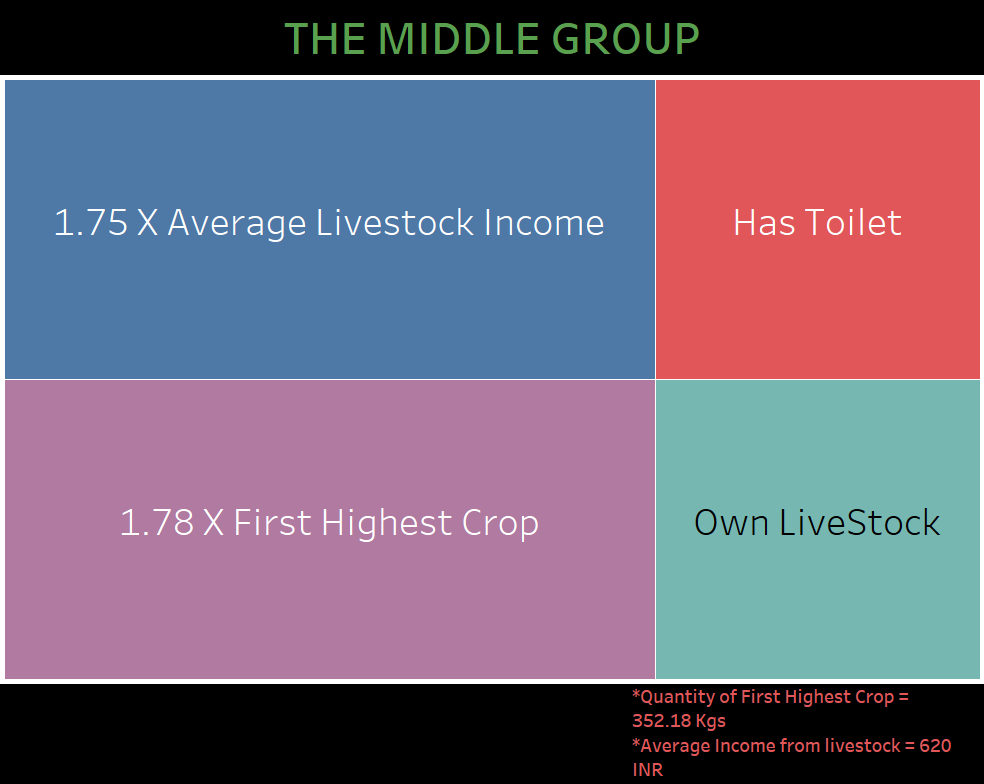 THE MIDDLE GROUP
1.75 X Average Livestock Income
Has Toilet
1.78 X First Highest Crop
Own LiveStock
*Quantity of First Highest Crop =
352.18 Kgs
*Average Income from livestock = 620
INR